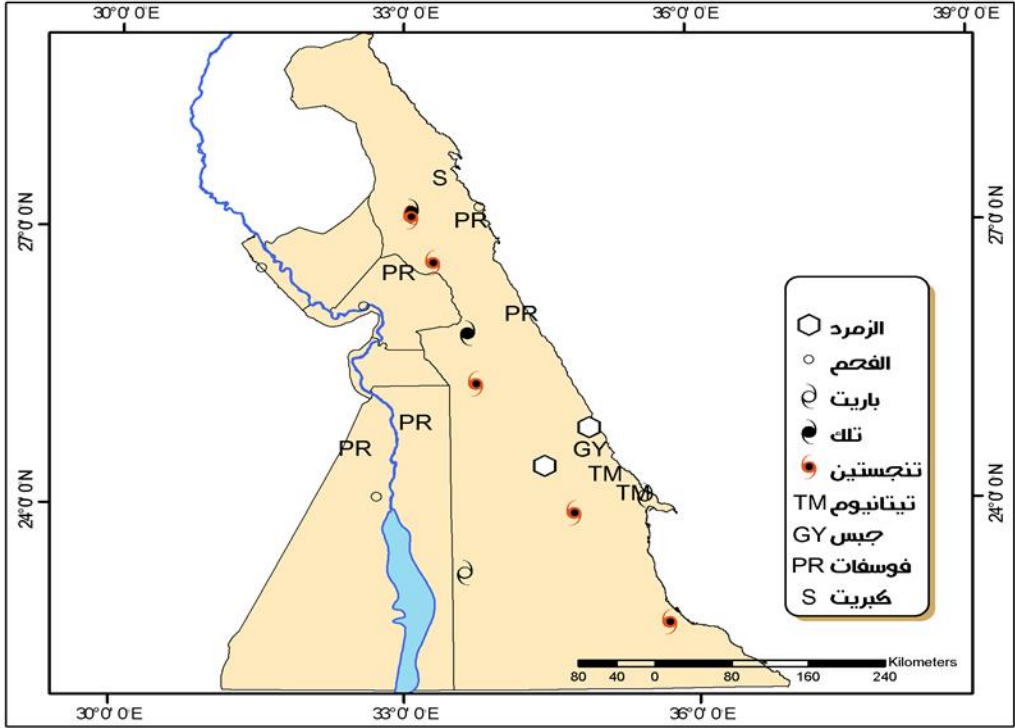 30°0'0"E 33°0'0"E 36°0'0"E 39°0'0"E
27°0'0"N 27°0'0"N
24°0'0"N 24°0'0"N
S
PR
PR
PR
PR
PR
GY
TM
TM
الزمرد
الفحم
باريت
تلك
تنجستين
TM تيتانيوم
GY جبس
PR فوسفات
S كبريت
Kilometers
80 40 0 80 160 240
30°0'0"E 33°0'0"E 36°0'0"E